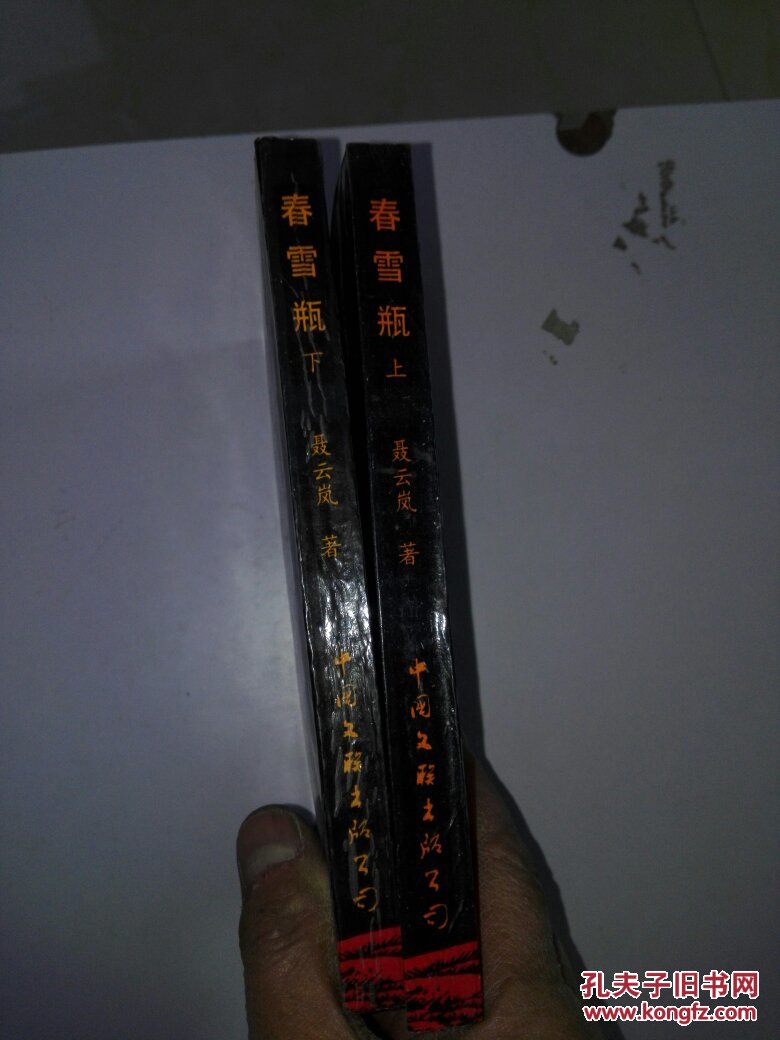 春雪瓶 下 聂云岚 著 中国文联出版公司
春雪瓶 上 聂云岚 著 中国文联出版公司
孔夫子旧书网
www.kongfz.com